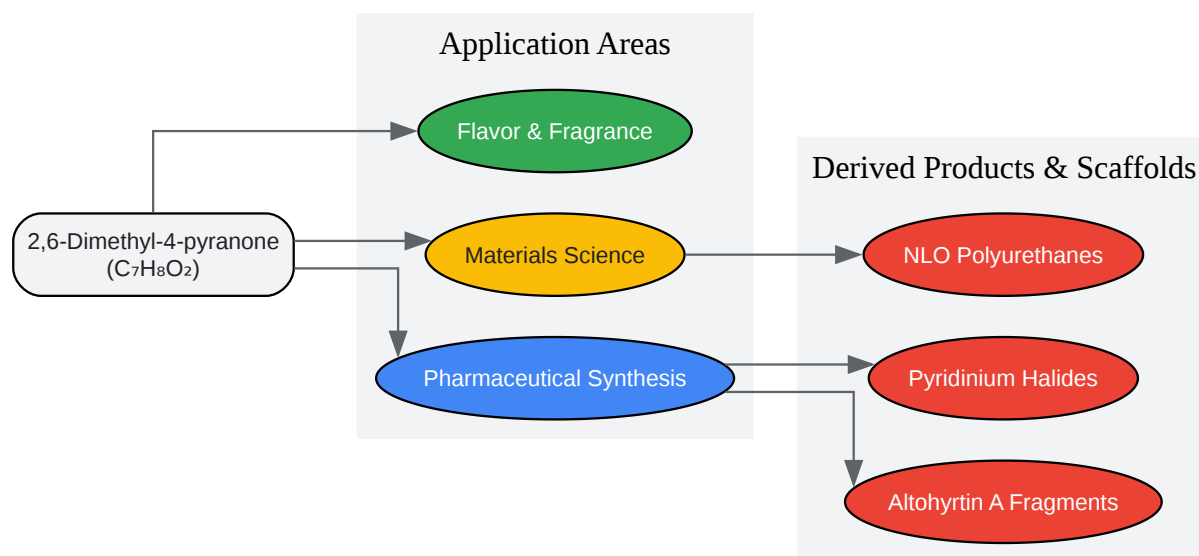 Application Areas
Flavor & Fragrance
Derived Products & Scaffolds
2,6-Dimethyl-4-pyranone
(C₇H₈O₂)
Materials Science
NLO Polyurethanes
Pharmaceutical Synthesis
Pyridinium Halides
Altohyrtin A Fragments